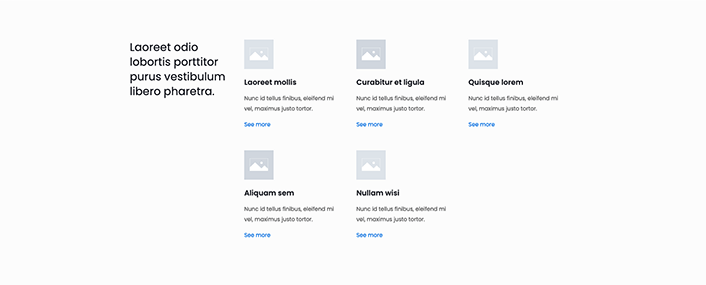 Laoreet odio
lobortis porttitor
purus vestibulum
libero pharetra.
Laoreet mollis
Nunc id tellus finibus, eleifend mi
vel, maximus justo tortor.
See more
Curabitur et ligula
Nunc id tellus finibus, eleifend mi
vel, maximus justo tortor.
See more
Quisque lorem
Nunc id tellus finibus, eleifend mi
vel, maximus justo tortor.
See more
Aliquam sem
Nunc id tellus finibus, eleifend mi
vel, maximus justo tortor.
See more
Nullam wisi
Nunc id tellus finibus, eleifend mi
vel, maximus justo tortor.
See more